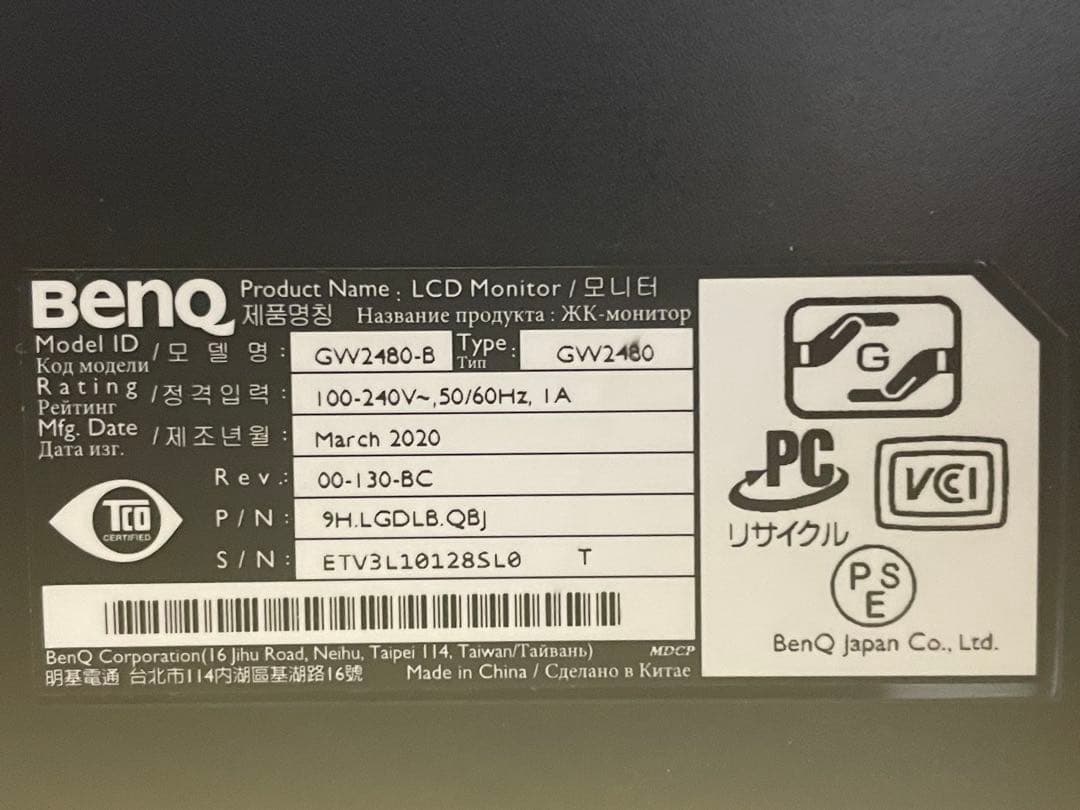 BenQ
Product Name : LCD Monitor / 모니터
제품명칭 Название продукта : ЖК-монитор
Model ID / 모 델 명 : GW2480-B Type : GW2480
Код модели Тип
Rating / 정격입력 : 100-240V~,50/60Hz, 1A
Рейтинг
Mfg. Date / 제조년월 : March 2020
Дата изг.
Rev.: 00-130-BC
P/N: 9H.LGDLB.QBJ
S/N: ETV3L10128SL0 T
TCO
CERTIFIED
BenQ Corporation(16 Jihu Road, Neihu, Taipei 114, Taiwan/Тайвань) MDCP
明基電通 台北市114內湖區基湖路16號 Made in China / Сделано в Китае
G
PC
リサイクル
VCCI
PSE
BenQ Japan Co., Ltd.